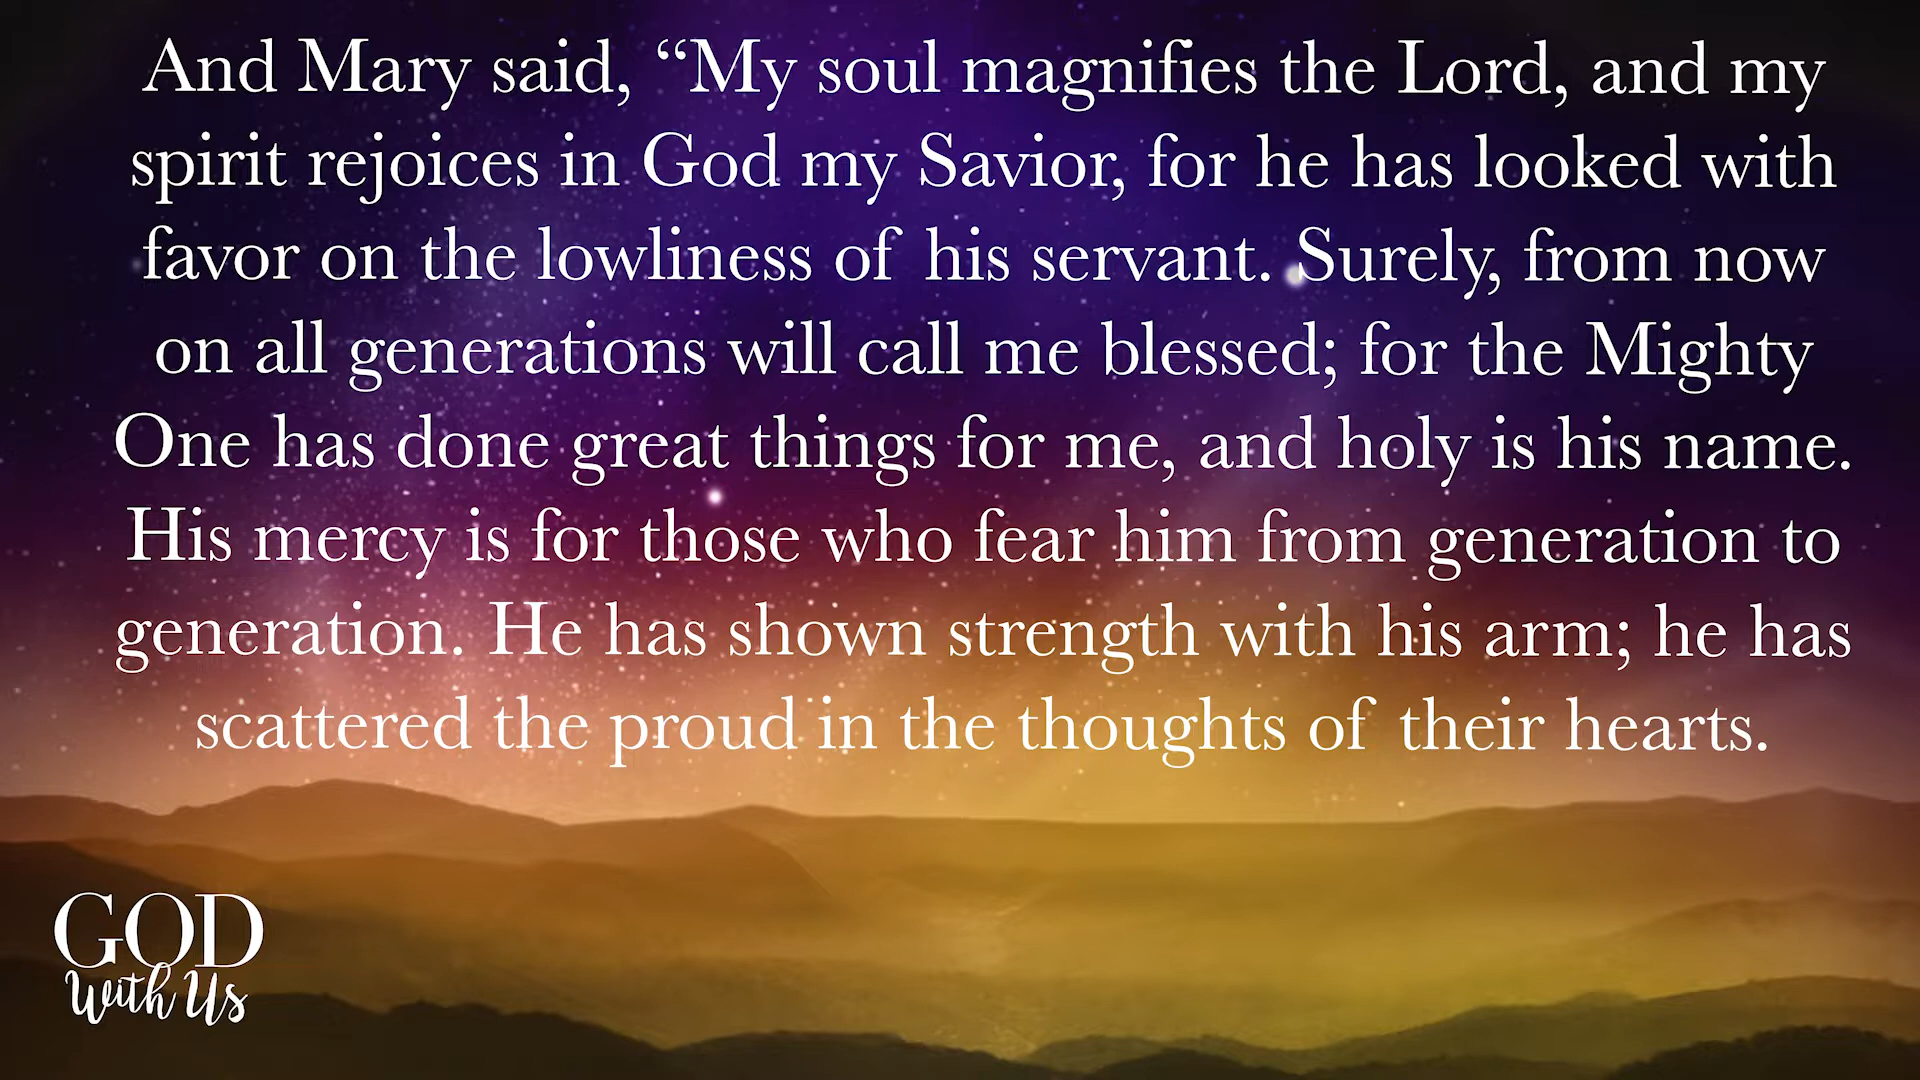 And Mary said, “My soul magnifies the Lord, and my
spirit rejoices in God my Savior, for he has looked with
favor on the lowliness of his servant. Surely, from now
on all generations will call me blessed; for the Mighty
One has done great things for me, and holy is his name.
His mercy is for those who fear him from generation to
generation. He has shown strength with his arm; he has
scattered the proud in the thoughts of their hearts.
GOD
With Us